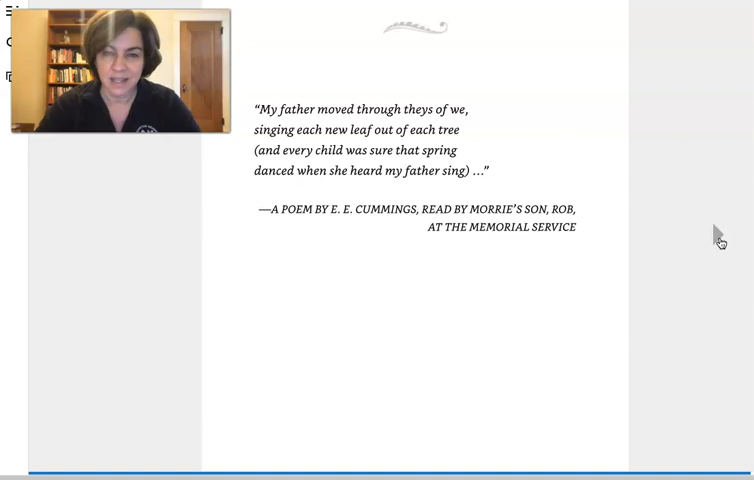 “My father moved through theys of we,
singing each new leaf out of each tree
(and every child was sure that spring
danced when she heard my father sing) ...”
—A POEM BY E. E. CUMMINGS, READ BY MORRIE’S SON, ROB,
AT THE MEMORIAL SERVICE